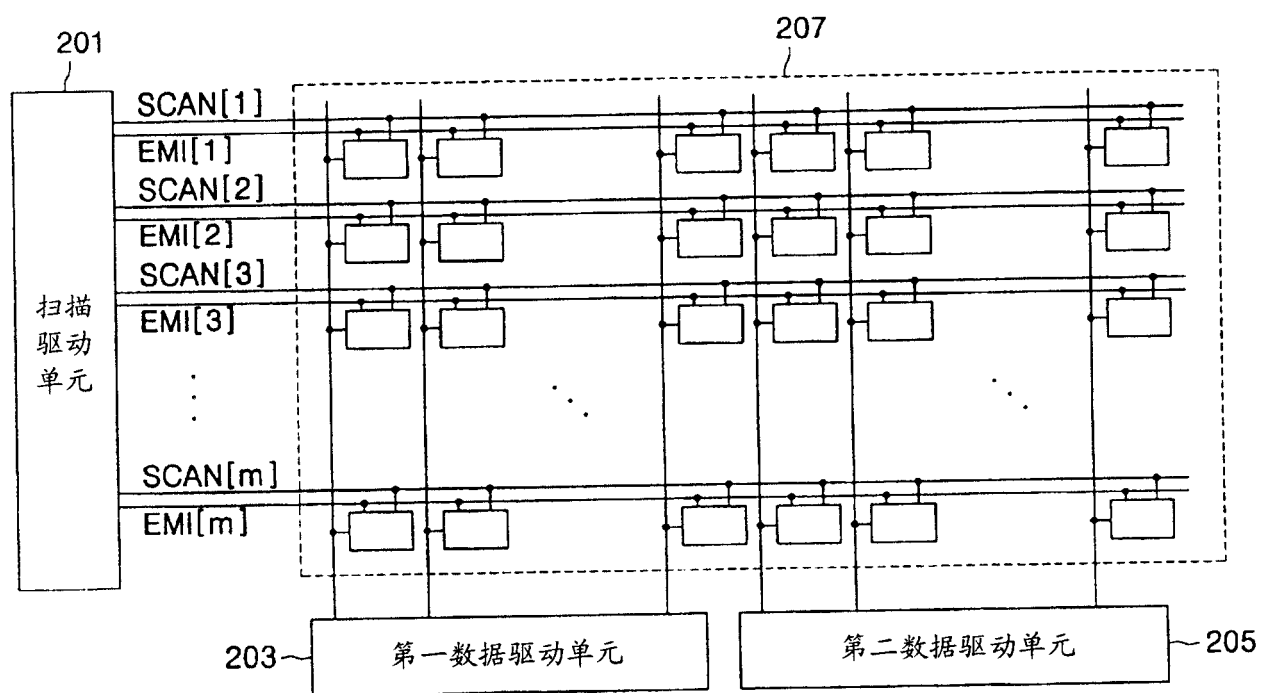 201
207
SCAN[1]
EMI[1]
SCAN[2]
EMI[2]
SCAN[3]
EMI[3]
扫描
驱动
单元
SCAN[m]
EMI[m]
203
第一数据驱动单元
第二数据驱动单元
205